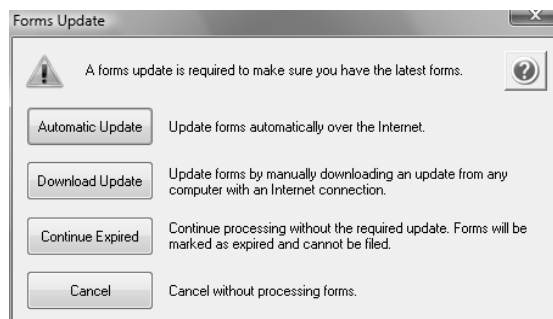 Forms Update
A forms update is required to make sure you have the latest forms.
?
Automatic Update
Update forms automatically over the Internet.
Download Update
Update forms by manually downloading an update from any
computer with an Internet connection.
Continue Expired
Continue processing without the required update. Forms will be
marked as expired and cannot be filed.
Cancel
Cancel without processing forms.